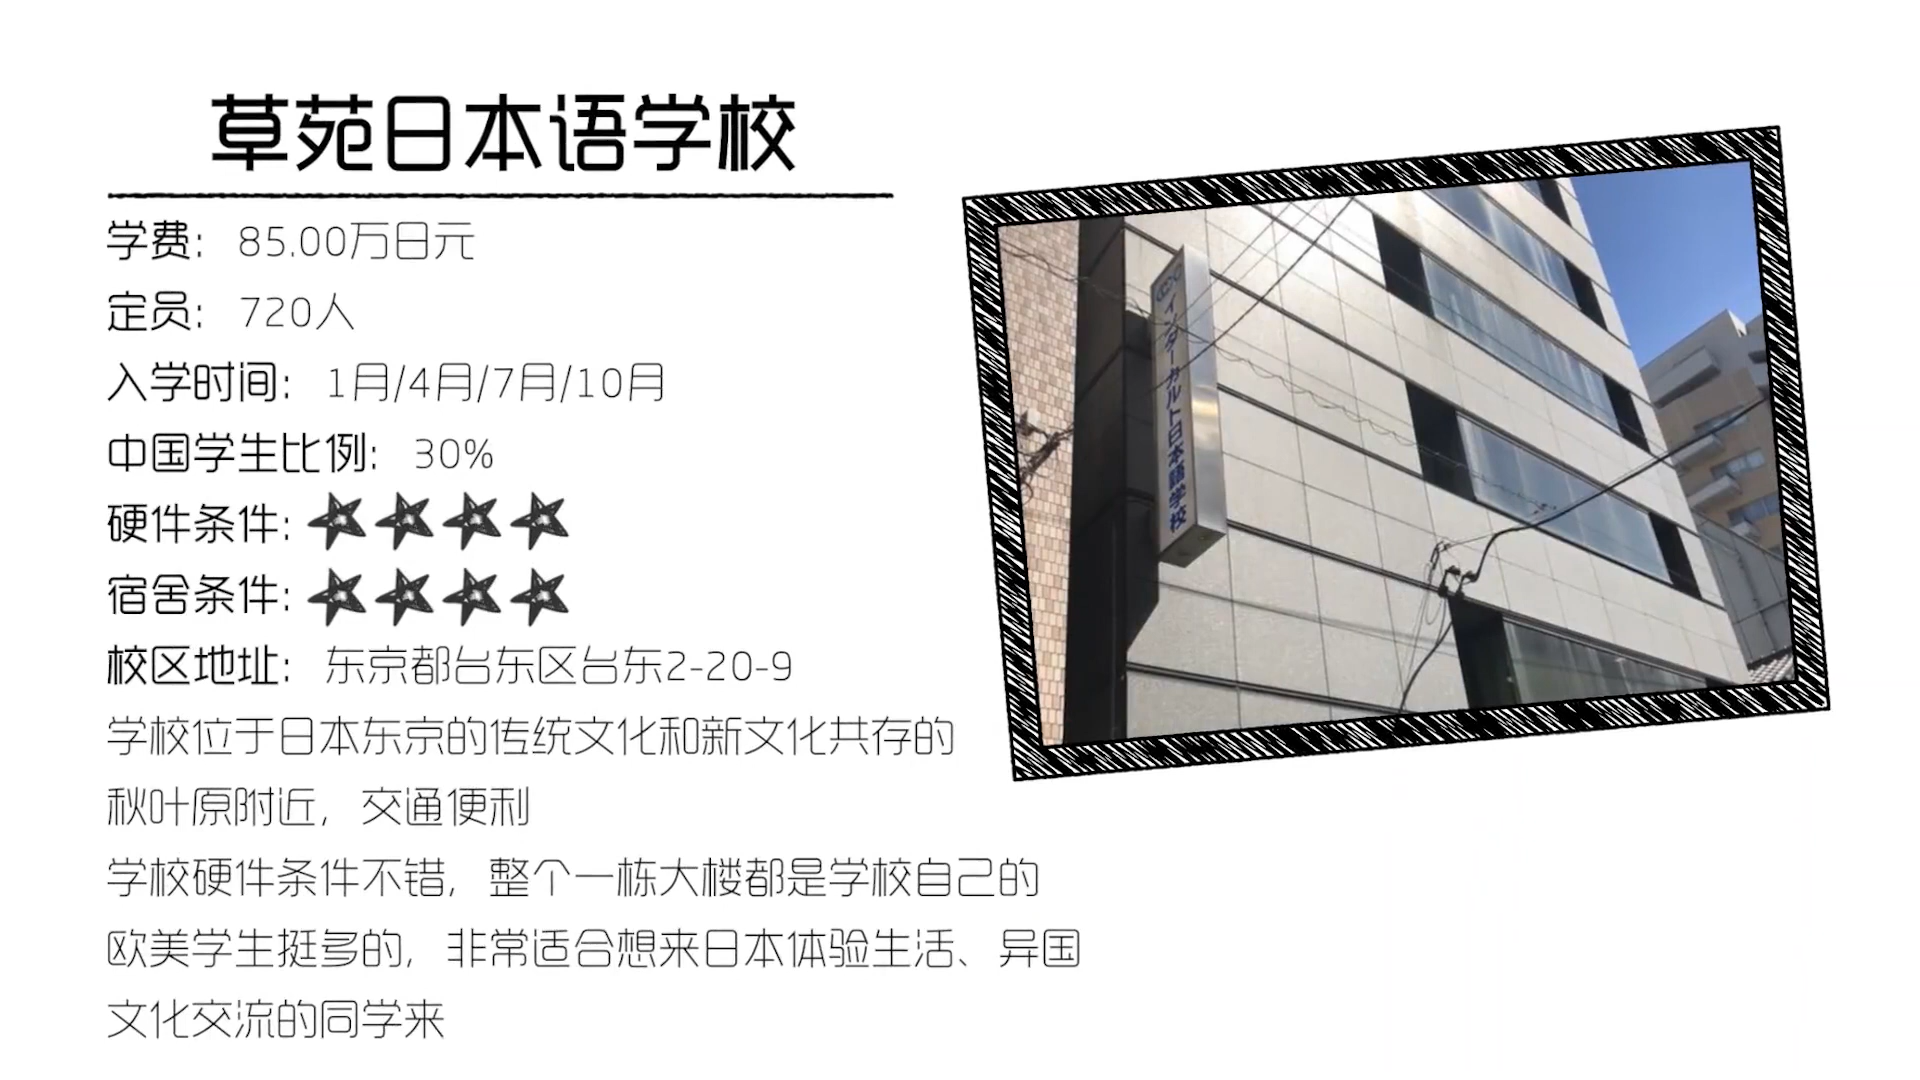 草苑日本语学校
学费：85.00万日元
定员：720人
入学时间：1月/4月/7月/10月
中国学生比例：30%
硬件条件:
宿舍条件:
校区地址：东京都台东区台东2-20-9
学校位于日本东京的传统文化和新文化共存的
秋叶原附近，交通便利
学校硬件条件不错，整个一栋大楼都是学校自己的
欧美学生挺多的，非常适合想来日本体验生活、异国
文化交流的同学来
インターカルト日本語学校